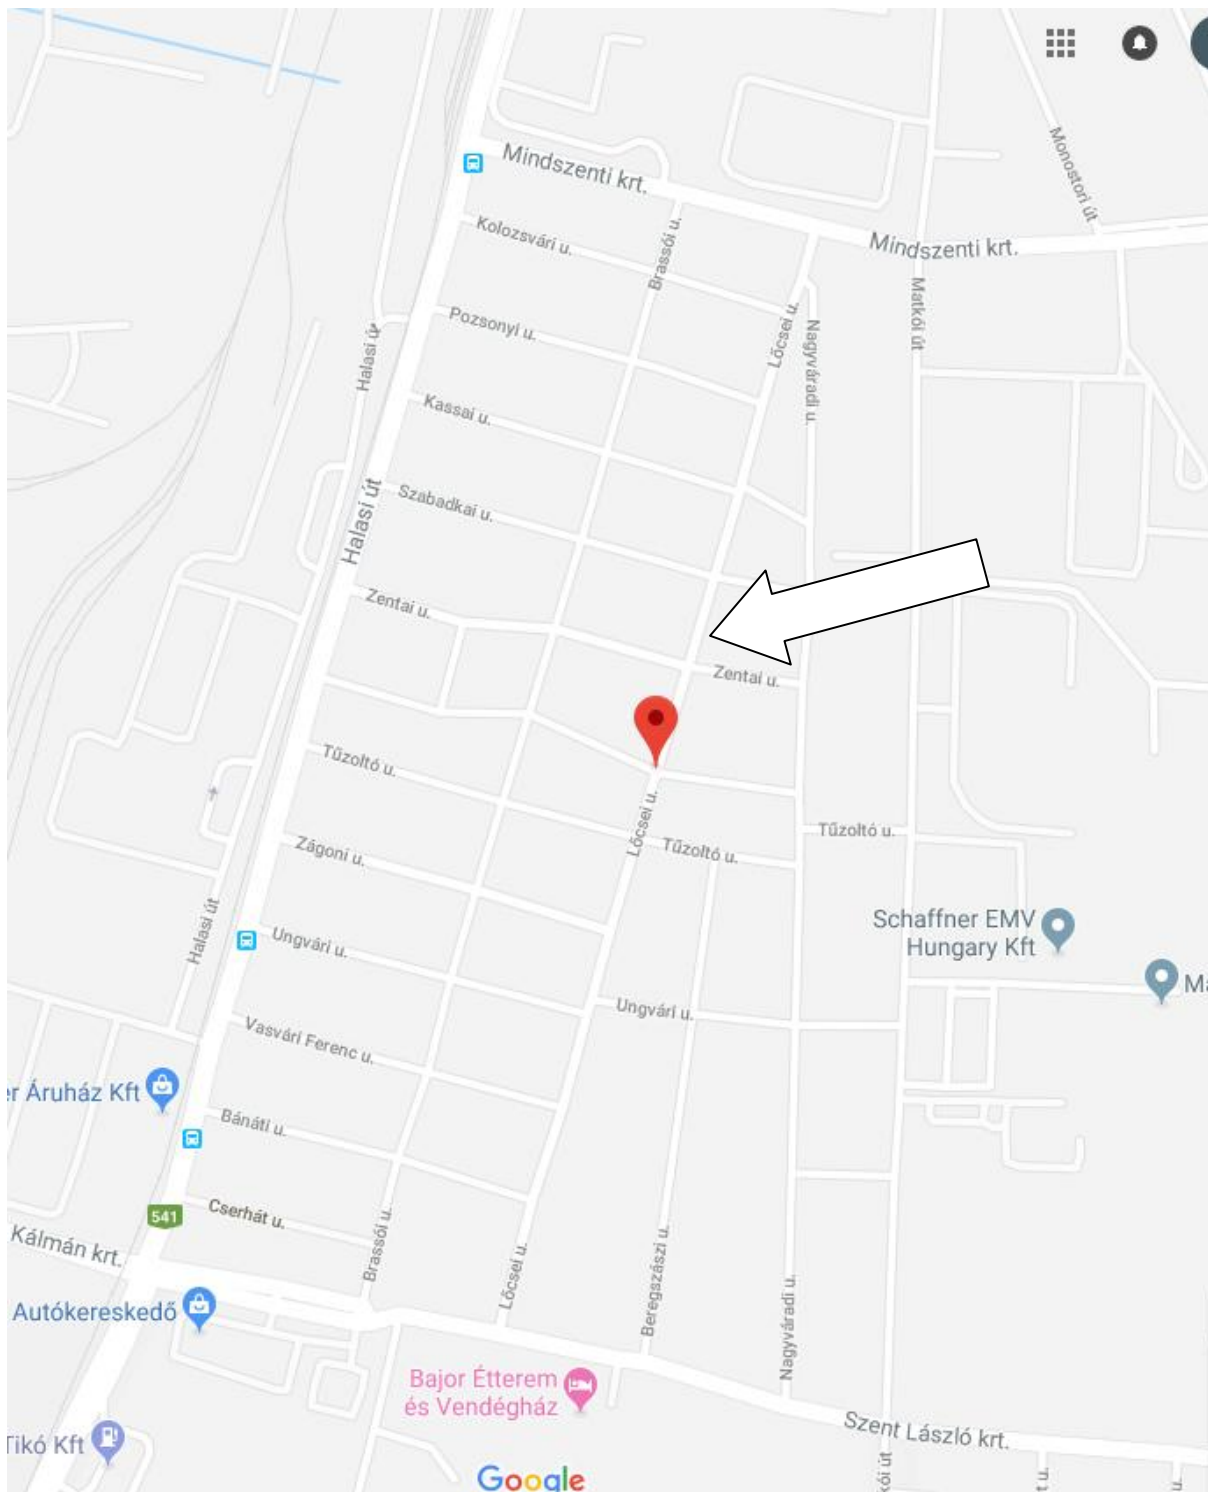 Mindszenti krt.
Monostori út
Kolozsvári u.
Brassói u.
Mindszenti krt.
Matkói út
Pozsonyi u.
Lőcsei u.
Nagyváradi u.
Halasi út
Kassai u.
Szabadkai u.
Halasi út
Zentai u.
Zentai u.
Tűzoltó u.
Lőcsei u.
Tűzoltó u.
Tűzoltó u.
Zágoni u.
Schaffner EMV
Hungary Kft
Halasi út
Ungvári u.
Ungvári u.
Vasvári Ferenc u.
er Áruház Kft
Bánáti u.
541
Cserhát u.
Brassói u.
Kálmán krt.
Lőcsei u.
Beregszászi u.
Nagyváradi u.
Autókereskedő
Bajor Étterem
és Vendégház
Szent László krt.
Tikó Kft
kói út
t u.
u.
Google